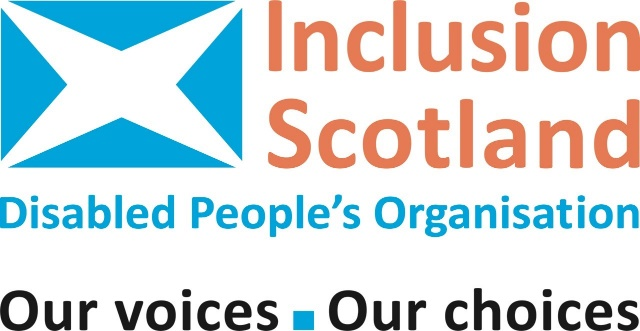 Inclusion
Scotland
Disabled People’s Organisation
Our voices ■ Our choices